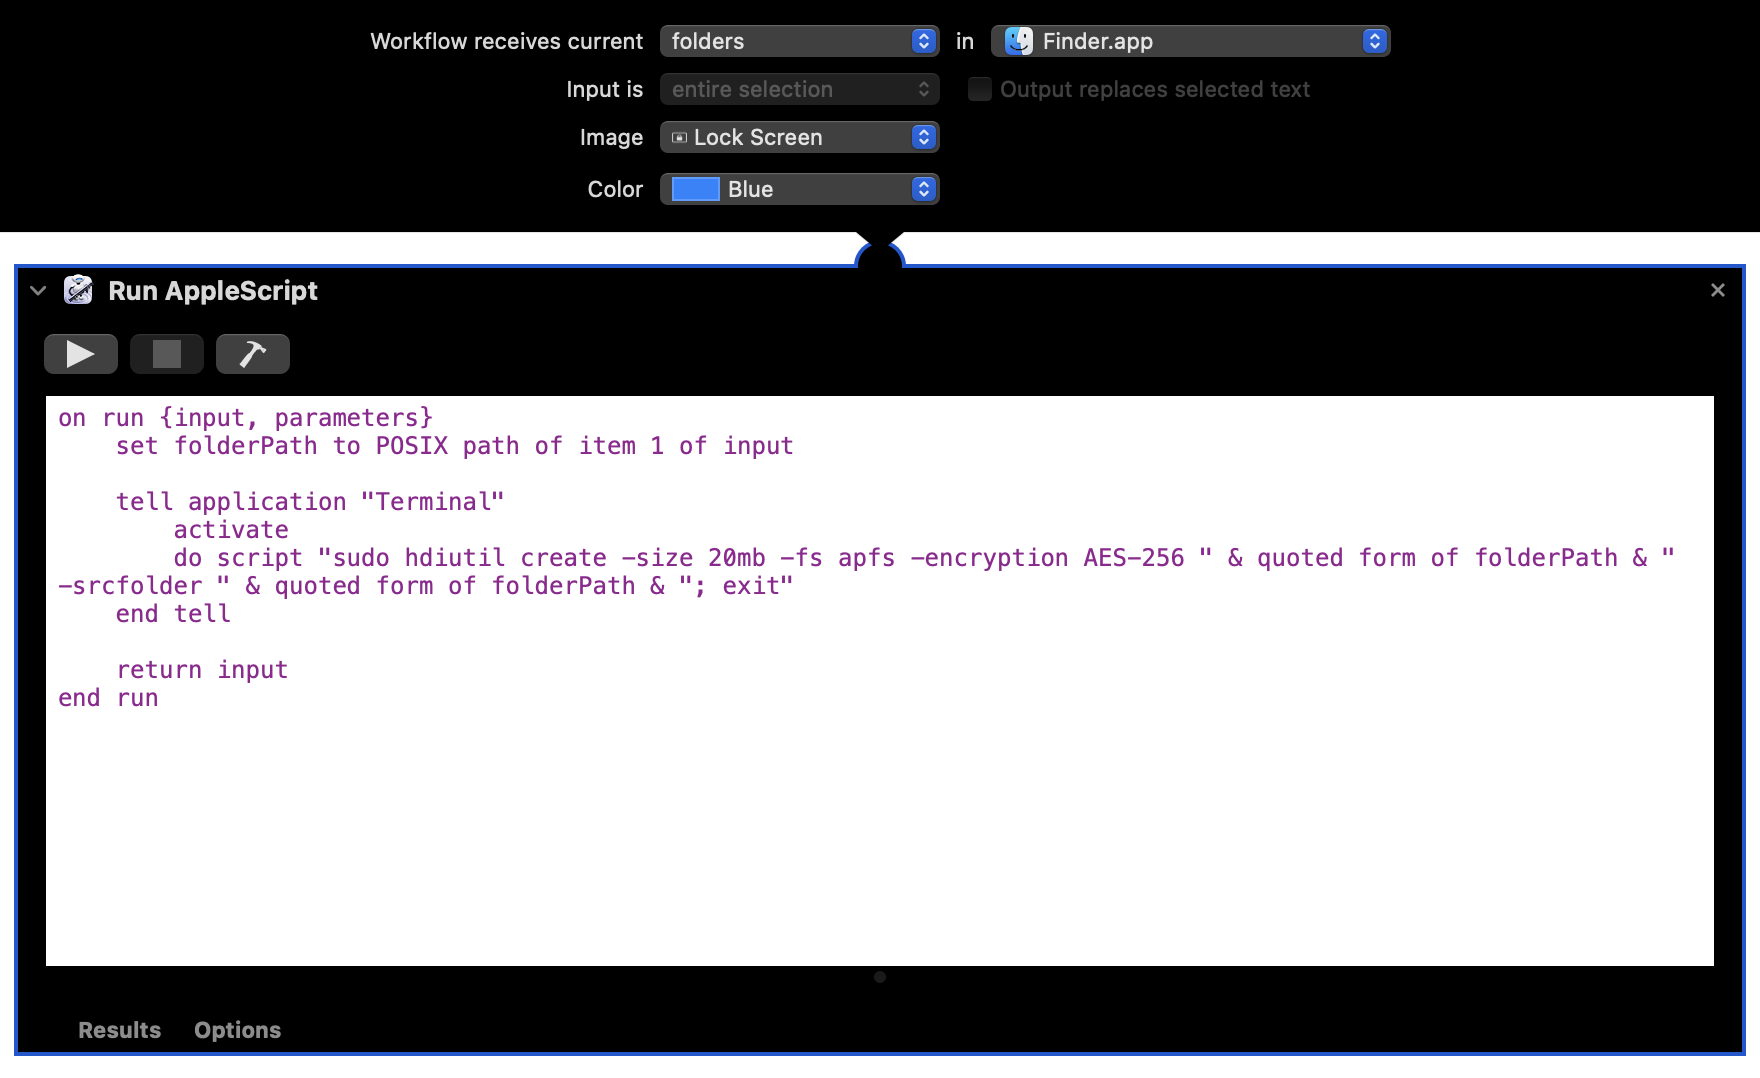 Workflow receives current folders in Finder.app
Input is entire selection Output replaces selected text
Image Lock Screen
Color Blue
Run AppleScript
on run {input, parameters}
set folderPath to POSIX path of item 1 of input
tell application "Terminal"
activate
do script "sudo hdiutil create -size 20mb -fs apfs -encryption AES-256 " & quoted form of folderPath & "
-srcfolder " & quoted form of folderPath & "; exit"
end tell
return input
end run
Results Options